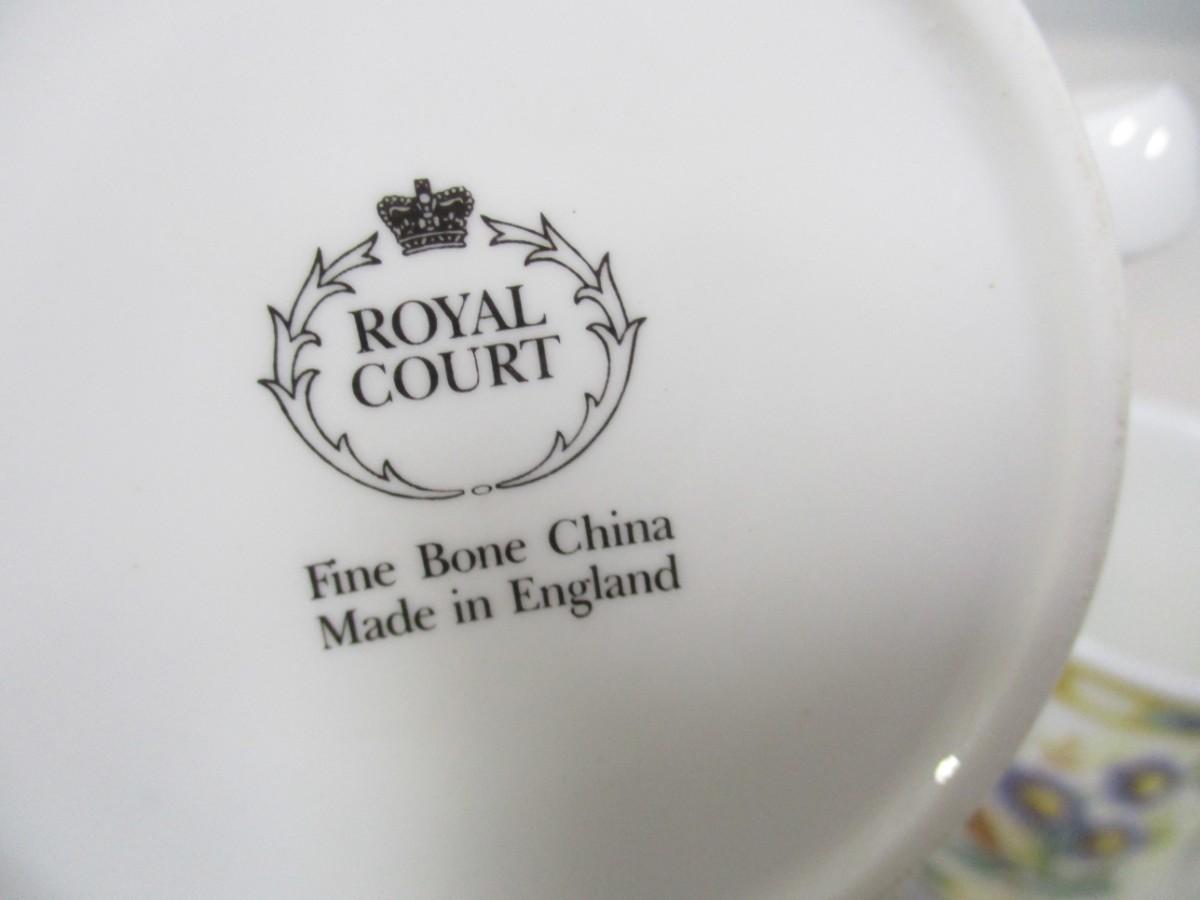 ROYAL
COURT
Fine Bone China
Made in England